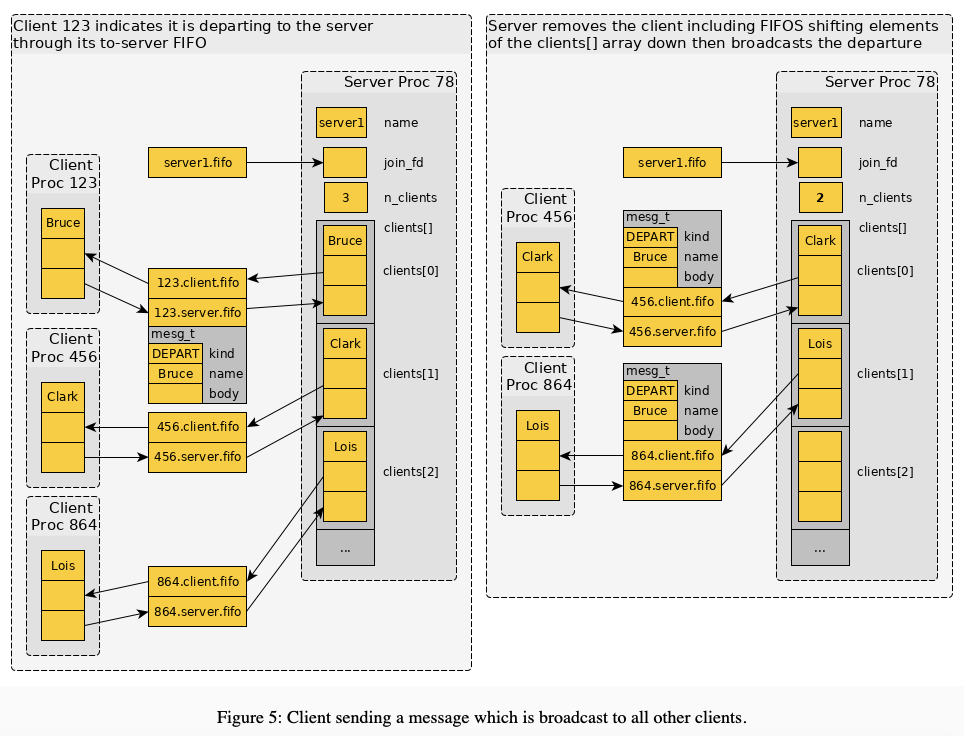 Client 123 indicates it is departing to the server
through its to-server FIFO
Server Proc 78
server1 name
server1.fifo
join_fd
3 n_clients
clients[]
Client
Proc 123
Bruce
Bruce
clients[0]
123.client.fifo
123.server.fifo
mesg_t
DEPART kind
Bruce name
body
Client
Proc 456
Clark
Clark
clients[1]
456.client.fifo
456.server.fifo
Lois
clients[2]
Client
Proc 864
Lois
...
864.client.fifo
864.server.fifo
Server removes the client including FIFOS shifting elements
of the clients[] array down then broadcasts the departure
Server Proc 78
server1 name
server1.fifo
join_fd
2 n_clients
clients[]
Client
Proc 456
Clark
mesg_t
DEPART kind
Bruce name
body
456.client.fifo
456.server.fifo
Clark
clients[0]
Client
Proc 864
Lois
mesg_t
DEPART kind
Bruce name
body
864.client.fifo
864.server.fifo
Lois
clients[1]
clients[2]
...
Figure 5: Client sending a message which is broadcast to all other clients.